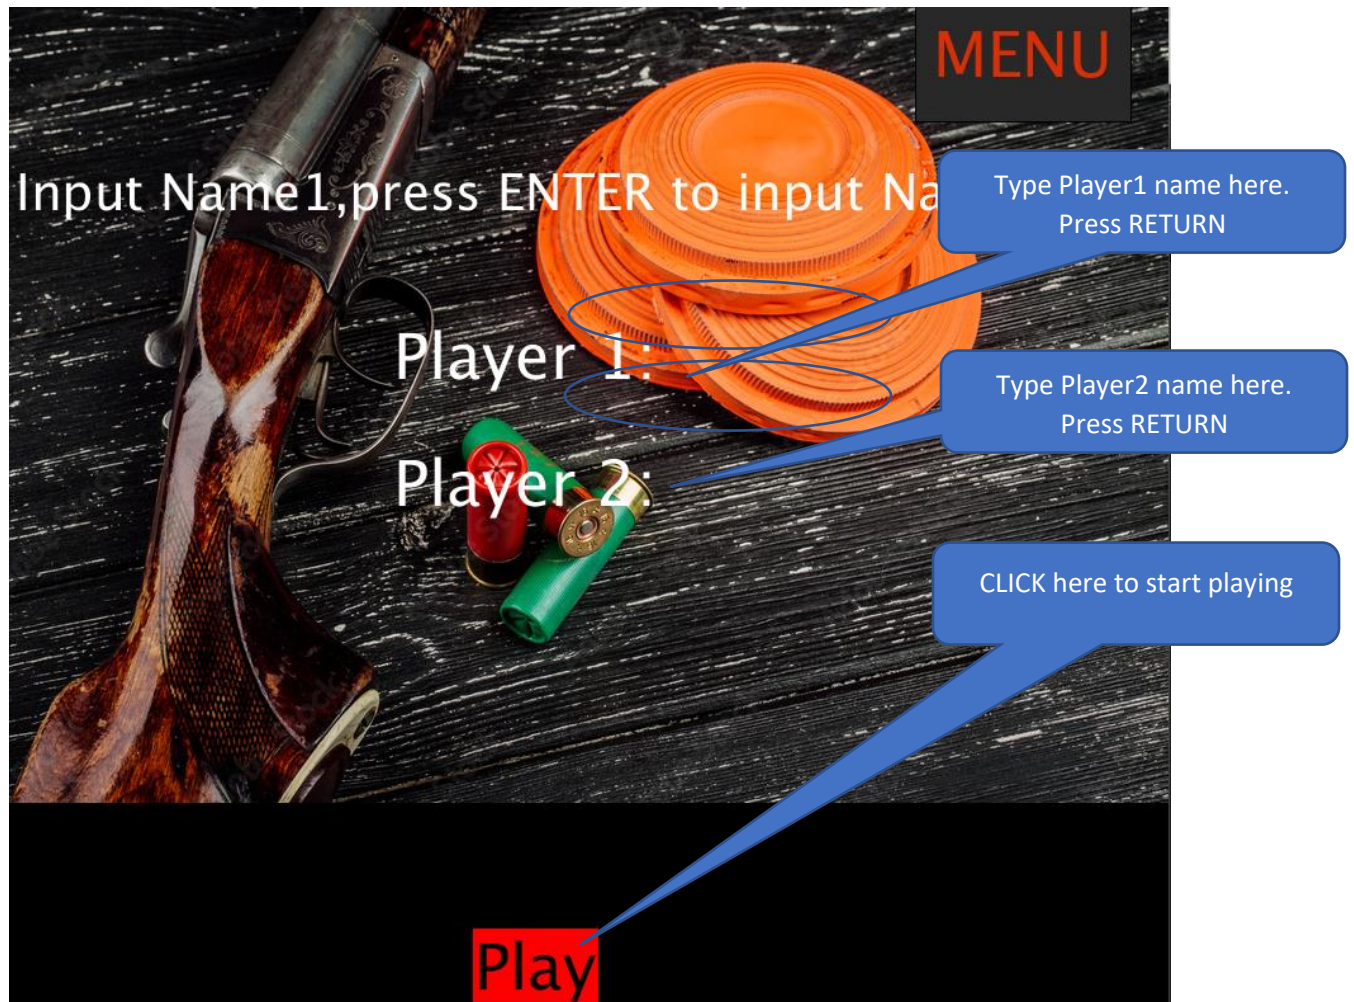 MENU
Input Name1,press ENTER to input Na
Type Player1 name here.
Press RETURN
Player 1:
Type Player2 name here.
Press RETURN
Player 2:
CLICK here to start playing
Play